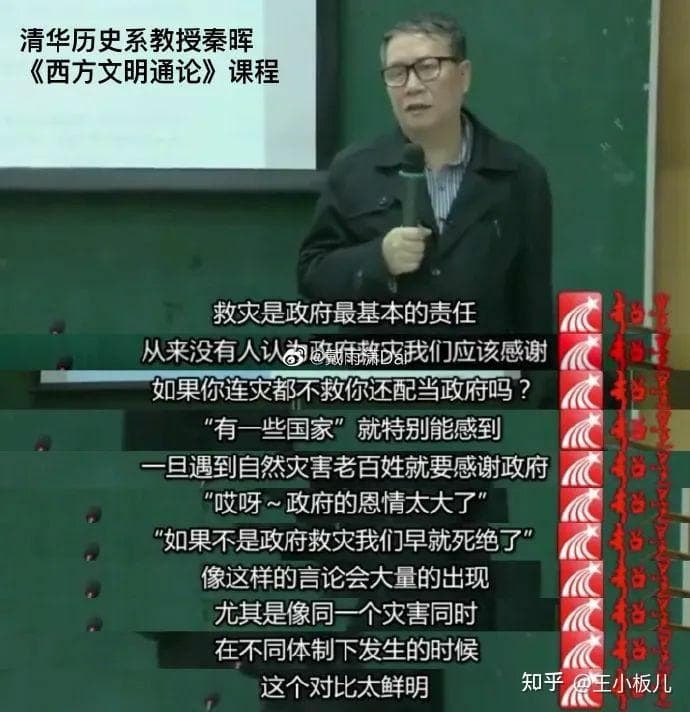 清华历史系教授秦晖
《西方文明通论》课程
救灾是政府最基本的责任
从来没有人认为政府救灾我们应该感谢
@戴雨潇Dai
如果你连灾都不救你还配当政府吗？
“有一些国家”就特别能感到
一旦遇到自然灾害老百姓就要感谢政府
“哎呀～政府的恩情太大了”
“如果不是政府救灾我们早就死绝了”
像这样的言论会大量的出现
尤其是像同一个灾害同时
在不同体制下发生的时候
这个对比太鲜明
知乎 @王小板儿